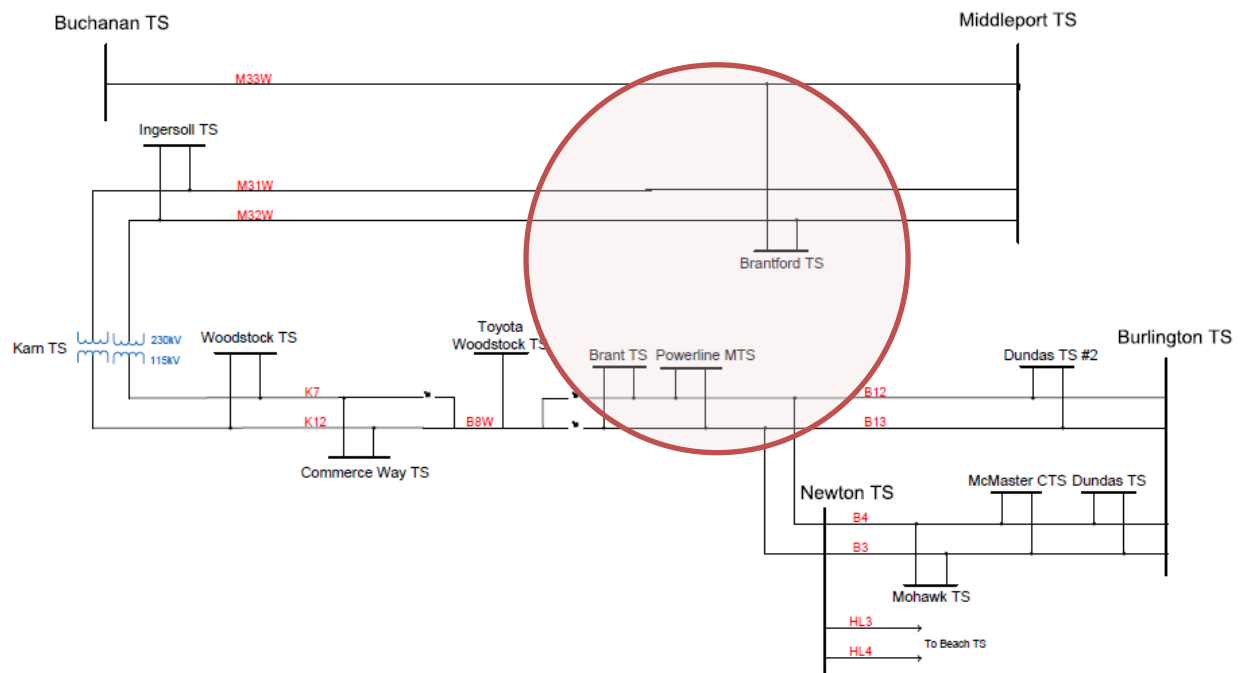 Buchanan TS
Middleport TS
M33W
Ingersoll TS
M31W
M32W
Brantford TS
Karn TS
230kV
115kV
Woodstock TS
Toyota
Woodstock TS
Brant TS
Powerline MTS
Dundas TS #2
Burlington TS
K7
B12
K12
B8W
B13
Commerce Way TS
Newton TS
McMaster CTS
Dundas TS
B4
B3
Mohawk TS
HL3
To Beach TS
HL4